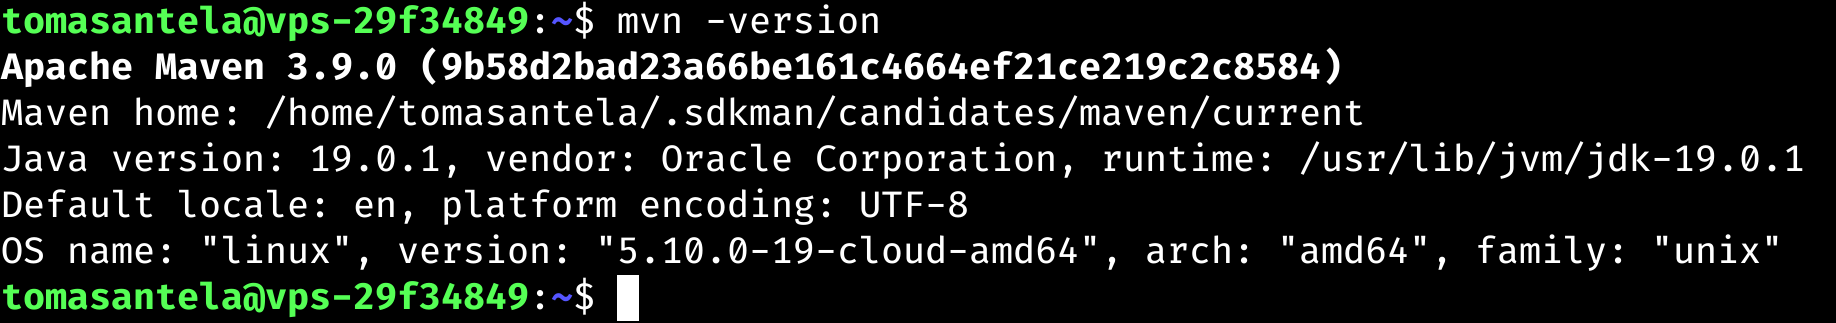 tomasantela@vps-29f34849:~$ mvn -version
Apache Maven 3.9.0 (9b58d2bad23a66be161c4664ef21ce219c2c8584)
Maven home: /home/tomasantela/.sdkman/candidates/maven/current
Java version: 19.0.1, vendor: Oracle Corporation, runtime: /usr/lib/jvm/jdk-19.0.1
Default locale: en, platform encoding: UTF-8
OS name: "linux", version: "5.10.0-19-cloud-amd64", arch: "amd64", family: "unix"
tomasantela@vps-29f34849:~$